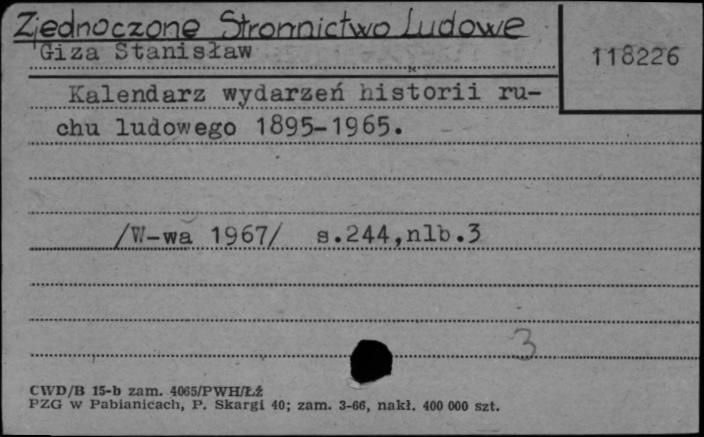 Zjednoczone Stronnictwo Ludowe
Giza Stanisław
118226
Kalendarz wydarzeń historii ru-
chu ludowego 1895-1965.
/W-wa 1967/ s.244,nlb.3
3
CWD/B 15-b zam. 4065/PWH/ŁŻ
PZG w Pabianicach, P. Skargi 40; zam. 3-66, nakł. 400 000 szt.